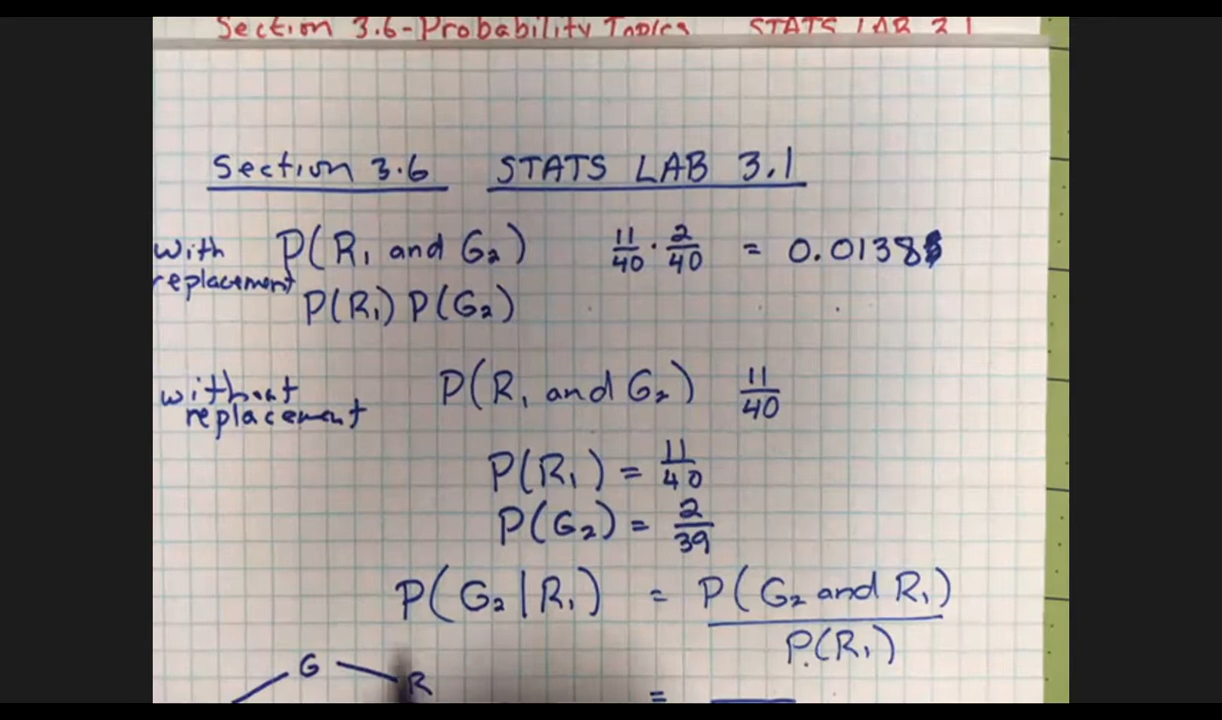 Section 3.6-Probability Topics STATS LAB 3.1
Section 3.6 STATS LAB 3.1
With replacement P(R₁ and G₂) 11/40 · 2/40 = 0.0138
P(R₁) P(G₂)
without replacement P(R₁ and G₂) 11/40
P(R₁) = 11/40
P(G₂) = 2/39
P(G₂|R₁) = P(G₂ and R₁) / P(R₁)
G R
=